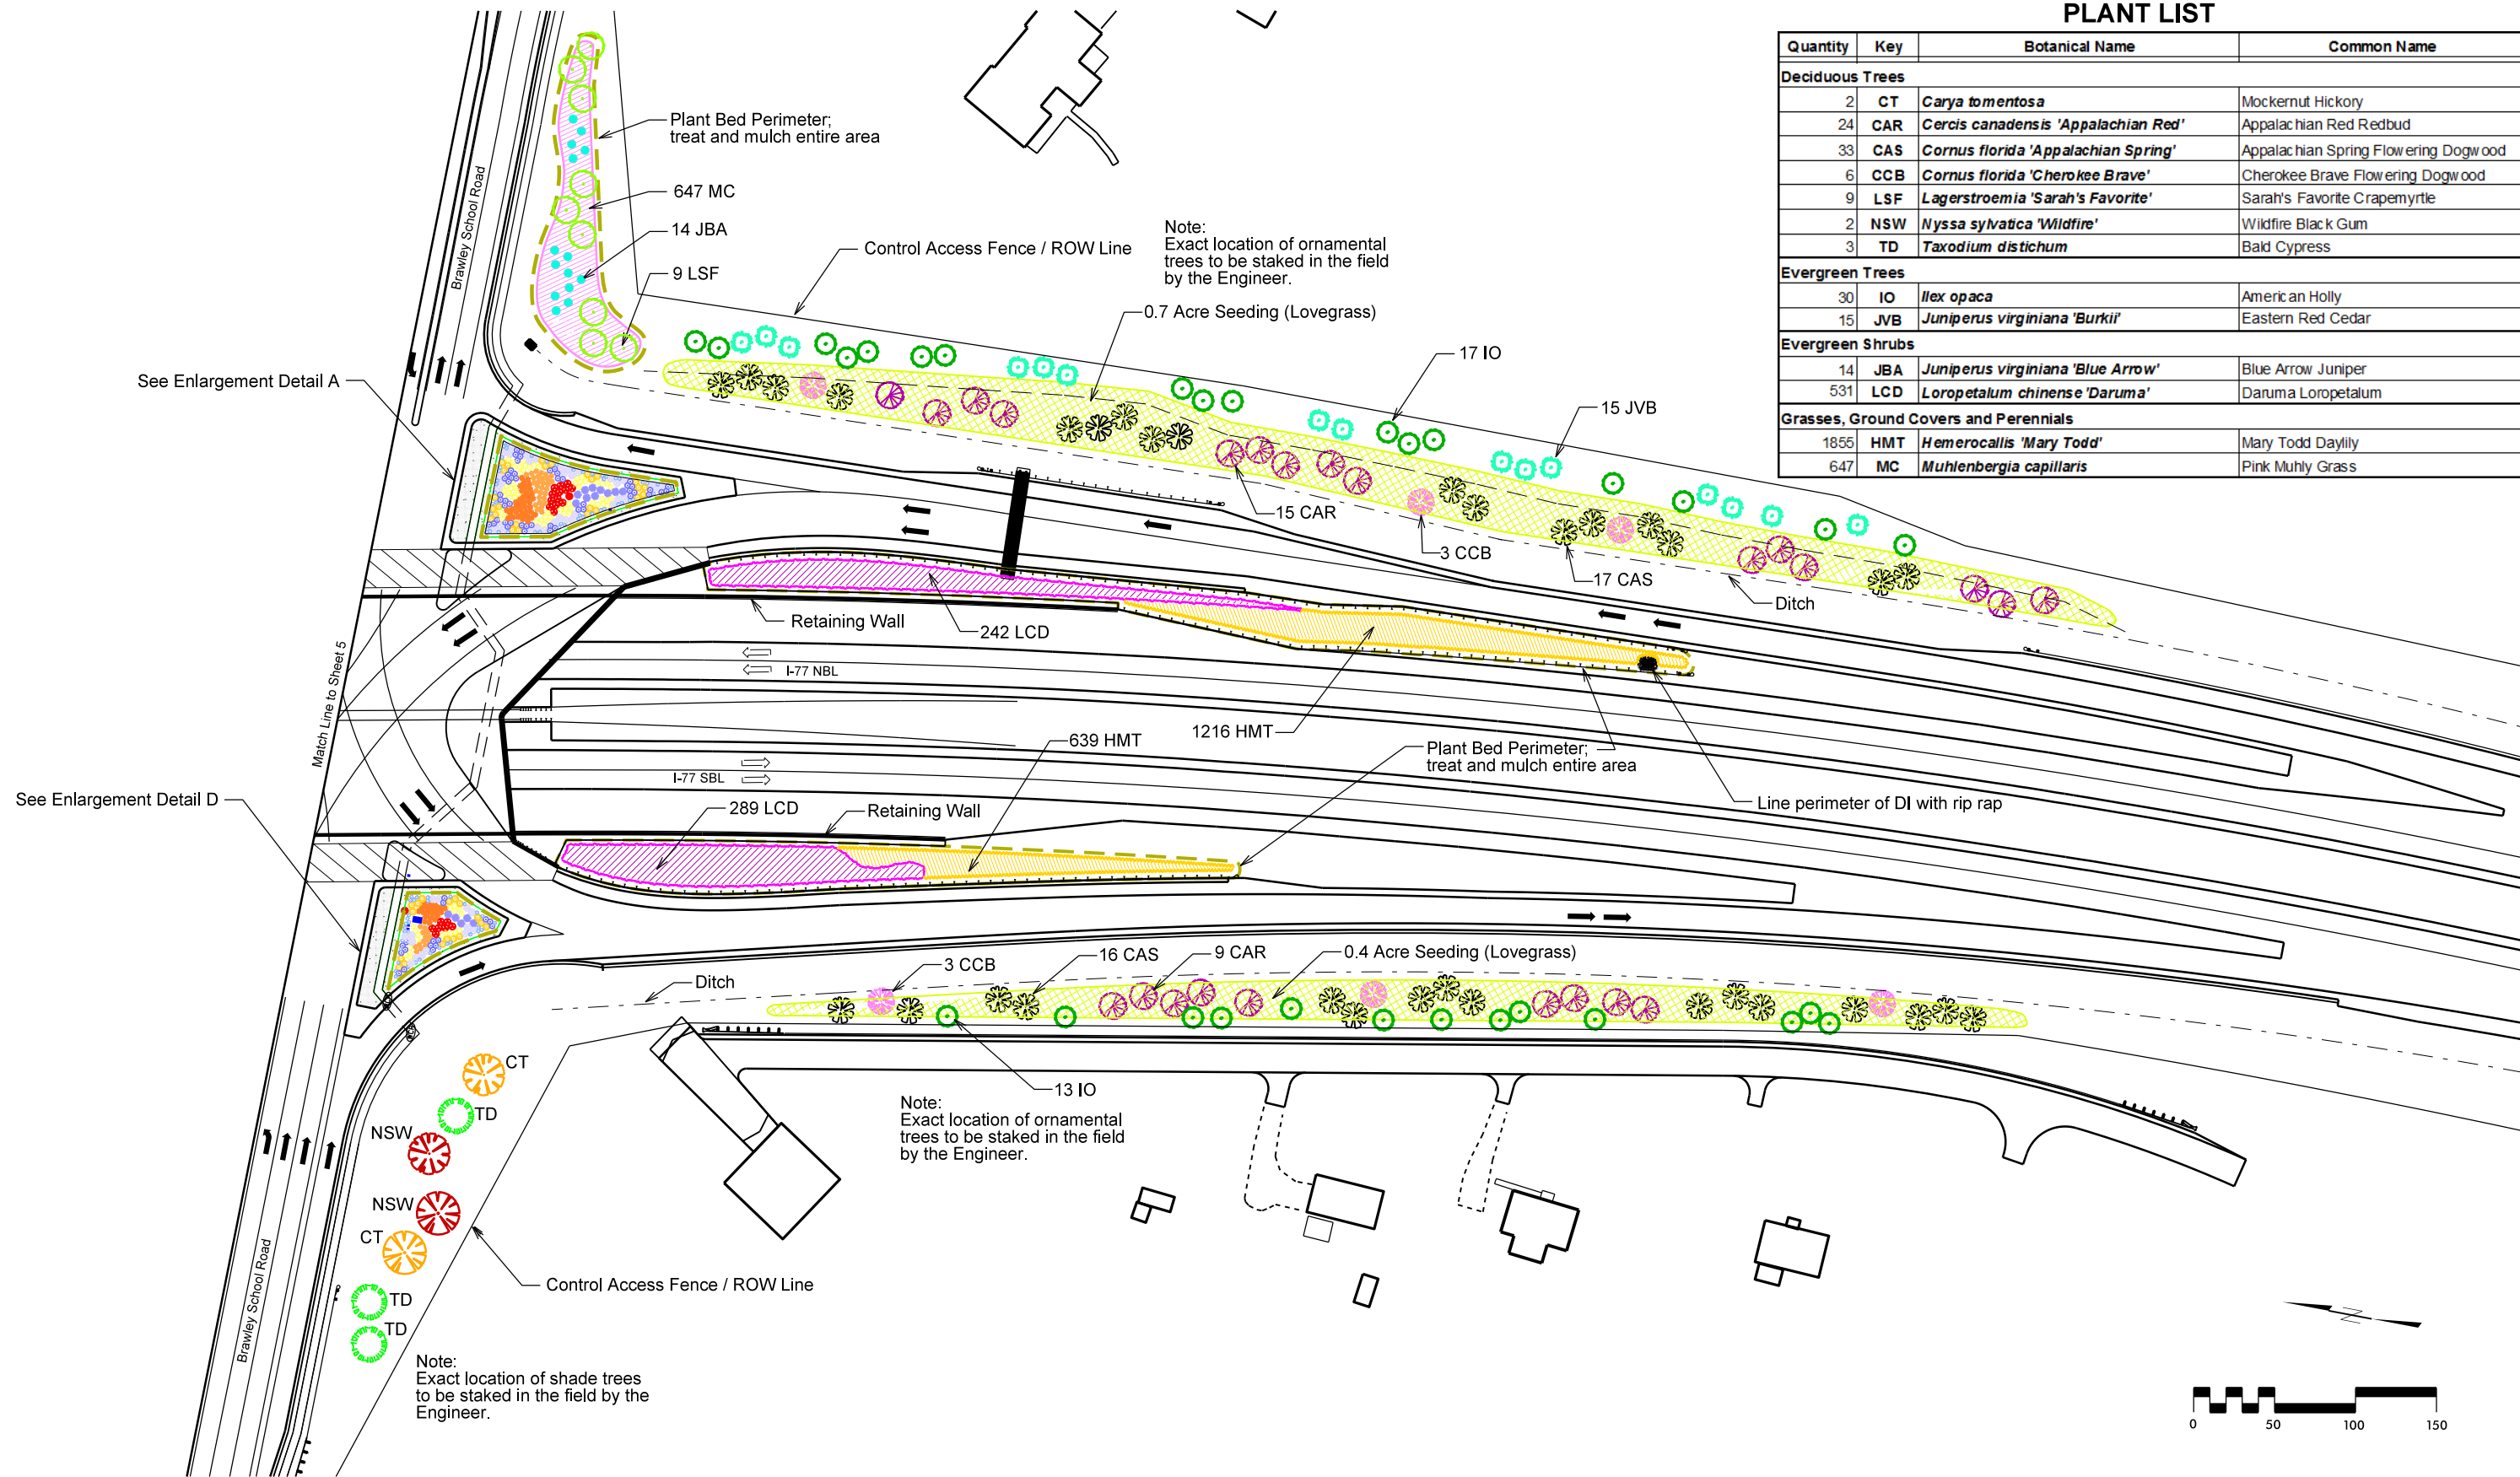 PLANT LIST
Quantity Key Botanical Name Common Name
Deciduous Trees
2 CT Carya tomentosa Mockernut Hickory
24 CAR Cercis canadensis 'Appalachian Red' Appalachian Red Redbud
33 CAS Cornus florida 'Appalachian Spring' Appalachian Spring Flowering Dogwood
6 CCB Cornus florida 'Cherokee Brave' Cherokee Brave Flowering Dogwood
9 LSF Lagerstroemia 'Sarah's Favorite' Sarah's Favorite Crapemyrtle
2 NSW Nyssa sylvatica 'Wildfire' Wildfire Black Gum
3 TD Taxodium distichum Bald Cypress
Evergreen Trees
30 IO Ilex opaca American Holly
15 JVB Juniperus virginiana 'Burkii' Eastern Red Cedar
Evergreen Shrubs
14 JBA Juniperus virginiana 'Blue Arrow' Blue Arrow Juniper
531 LCD Loropetalum chinense 'Daruma' Daruma Loropetalum
Grasses, Ground Covers and Perennials
1855 HMT Hemerocallis 'Mary Todd' Mary Todd Daylily
647 MC Muhlenbergia capillaris Pink Muhly Grass
Plant Bed Perimeter;
treat and mulch entire area
647 MC
14 JBA
9 LSF
Brawley School Road
Control Access Fence / ROW Line
Note:
Exact location of ornamental
trees to be staked in the field
by the Engineer.
0.7 Acre Seeding (Lovegrass)
17 IO
15 JVB
See Enlargement Detail A
15 CAR
3 CCB
17 CAS
Ditch
Retaining Wall
242 LCD
Match Line to Sheet 5
I-77 NBL
1216 HMT
639 HMT
Plant Bed Perimeter;
treat and mulch entire area
I-77 SBL
Line perimeter of DI with rip rap
See Enlargement Detail D
289 LCD
Retaining Wall
3 CCB
16 CAS
9 CAR
0.4 Acre Seeding (Lovegrass)
Ditch
13 IO
Note:
Exact location of ornamental
trees to be staked in the field
by the Engineer.
CT
TD
NSW
NSW
CT
TD
TD
Brawley School Road
Control Access Fence / ROW Line
Note:
Exact location of shade trees
to be staked in the field by the
Engineer.
0 50 100 150